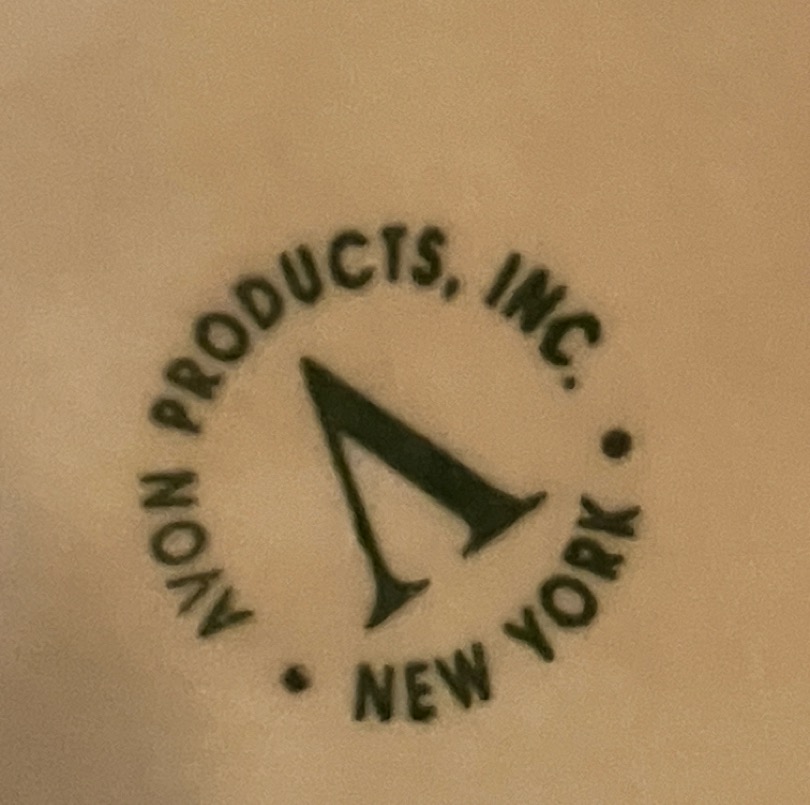 AVON PRODUCTS, INC.
Λ
• NEW YORK •